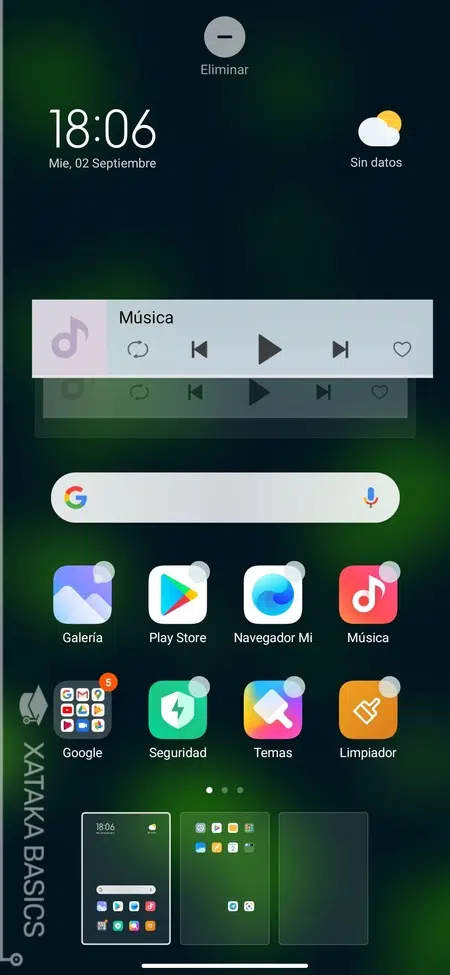 Eliminar
18:06
Mie, 02 Septiembre
Sin datos
Música
Galería
Play Store
Navegador Mi
Música
5
Google
Seguridad
Temas
Limpiador
XATAKA BASICS
18:06